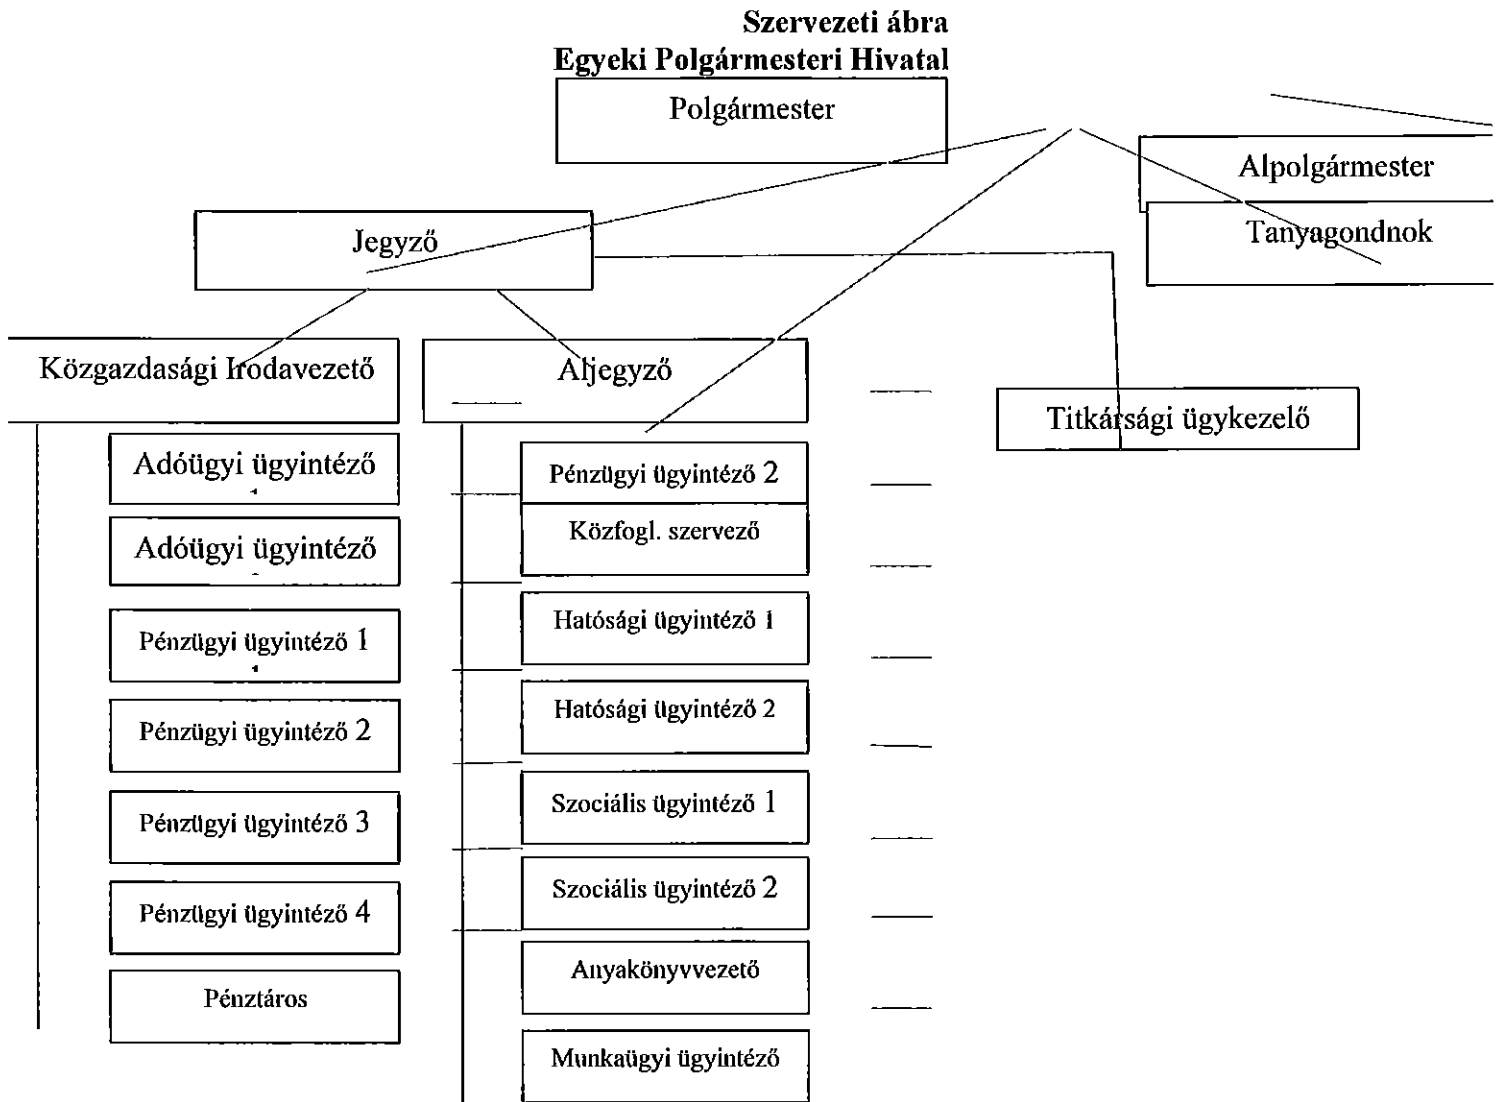 Szervezeti ábra
Egyeki Polgármesteri Hivatal
Polgármester
Alpolgármester
Tanyagondnok
Jegyző
Közgazdasági Irodavezető
Aljegyző
Titkársági ügykezelő
Adóügyi ügyintéző
Adóügyi ügyintéző
Pénzügyi ügyintéző 1
Pénzügyi ügyintéző 2
Pénzügyi ügyintéző 3
Pénzügyi ügyintéző 4
Pénztáros
Pénzügyi ügyintéző 2
Közfogl. szervező
Hatósági ügyintéző 1
Hatósági ügyintéző 2
Szociális ügyintéző 1
Szociális ügyintéző 2
Anyakönyvvezető
Munkaügyi ügyintéző